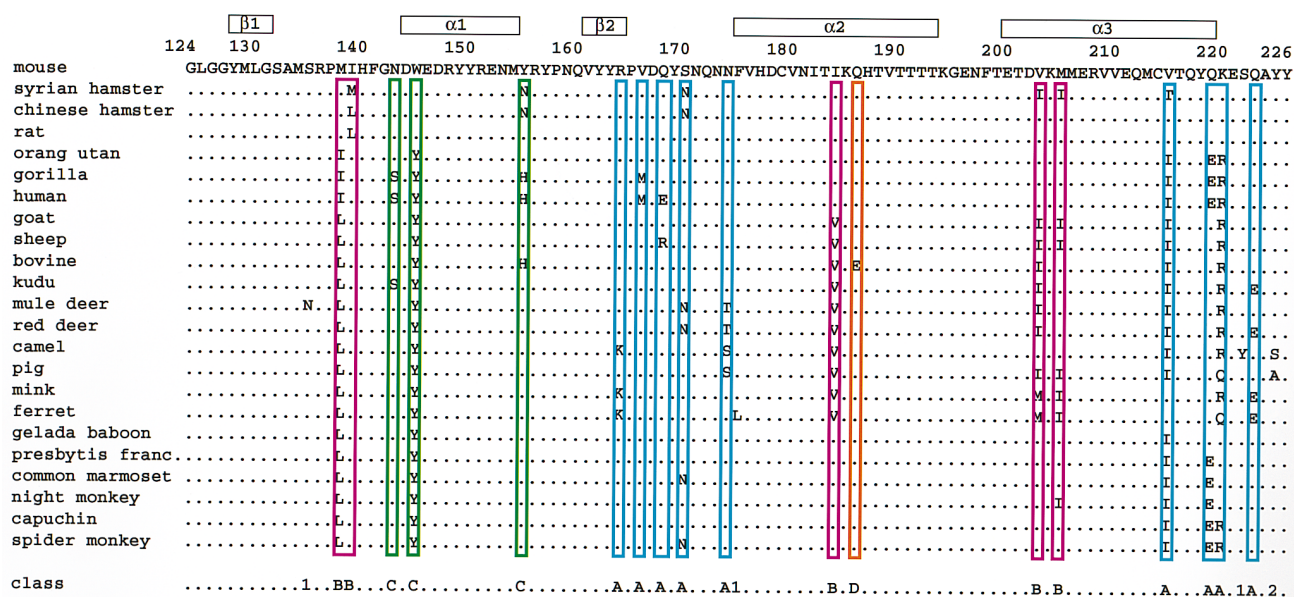 β1 α1 β2 α2 α3
124 130 140 150 160 170 180 190 200 210 220 226
mouse GLGGYMLGSAMSRPMIHFGNDWEDRYYRENMYRYPNQVYYRPVDQYSNQNNFVHDCVNITIKQHTVTTTTKGENFTETDVKMMERVVEQMCVTQYQKESQAYY
syrian hamster ...............M...............N..............N................................I.I.........T...........
chinese hamster ...............L...............N..............N........................................................
rat ...............L.......................................................................................
orang utan ..............I......Y.....................................................................I...ER......
gorilla ..............I....S.Y.........H..........M................................................I...ER......
human ..............I....S.Y.........H..........M.E..............................................I...ER......
goat ..............L......Y......................................V..................I.I.........I....R......
sheep ..............L......Y......................R...............V..................I.I.........I....R......
bovine ..............L......Y.........H............................V.E................I...........I....R......
kudu ..............L....S.Y......................................V..................I...........I....R..E...
mule deer ...........N..L......Y........................N...T.........V..................I...........I....R......
red deer ..............L......Y........................N...T.........V..................I...........I....R..E...
camel ..............L......Y..................K.........S.........V..............................I....R.Y..S.
pig ..............L......Y............................S.........V..................I.I.........I....Q....A.
mink ..............L......Y..................K...................V..................M.I..............R..E...
ferret ..............L......Y..................K..........L........V..................M.I..............Q..E...
gelada baboon ..............L......Y.....................................................................I...........
presbytis franc. ..............L......Y.....................................................................I...E.......
common marmoset ..............L......Y........................N............................................I...E.......
night monkey ..............L......Y...........................................................I.........I...E.......
capuchin ..............L......Y.....................................................................I...ER......
spider monkey ..............L......Y........................N............................................I...ER......
class ...........1..BB...C.C.........C........A.A.A.A...A1........B.D................B.B.........A...AA.1A.2.